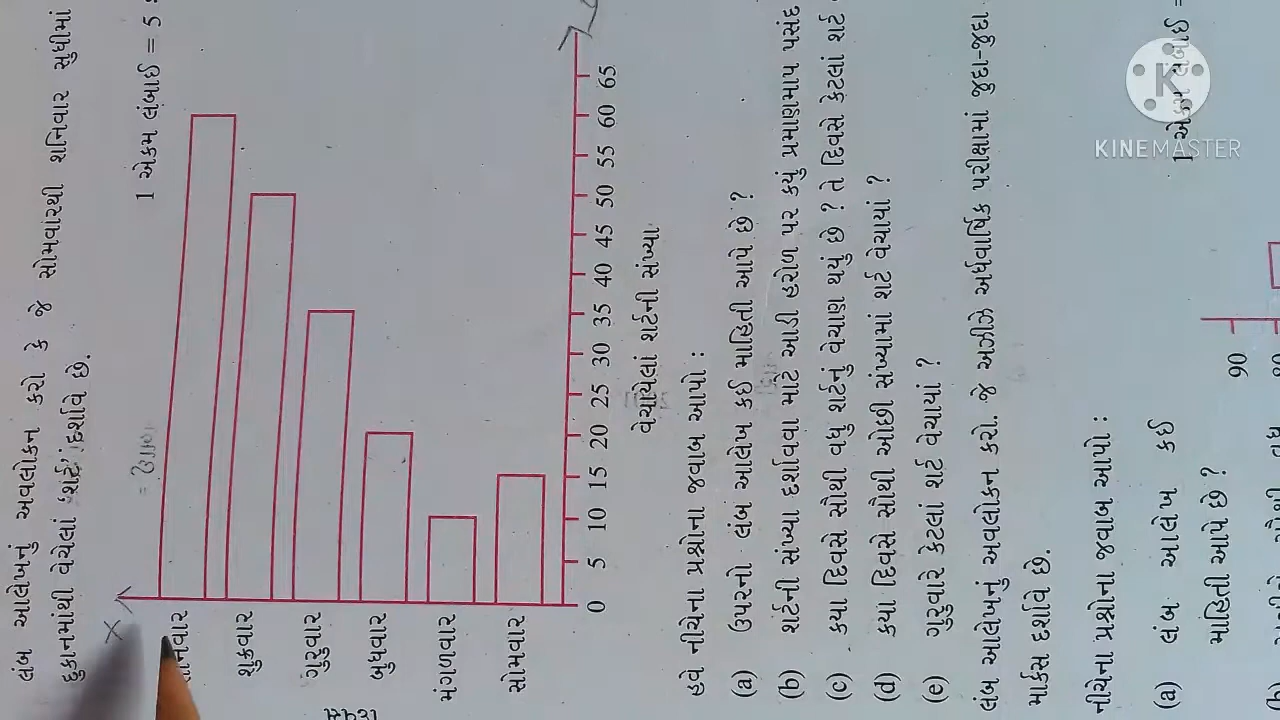 લંબ આલેખનું અવલોકન કરો કે જે સોમવારથી શનિવાર સુધીમાં
દુકાનમાંથી વેચેલાં 'શર્ટ' દર્શાવે છે.
1 એકમ લંબાઈ = 5
X
શુક્રવાર
ગુરુવાર
બુધવાર
મંગળવાર
સોમવાર
0 5 10 15 20 25 30 35 40 45 50 55 60 65
વેચાયેલાં શર્ટની સંખ્યા
હવે નીચેના પ્રશ્નોના જવાબ આપો :
(a) ઉપરનો લંબ આલેખ કઈ માહિતી આપે છે ?
(b) શર્ટની સંખ્યા દર્શાવવા માટે આડી હરોળ પર કયું પ્રમાણમાપ પસંદ
(c) કયા દિવસે સૌથી વધુ શર્ટનું વેચાણ થયું છે ? તે દિવસે કેટલાં શર્ટ
(d) કયા દિવસે સૌથી ઓછી સંખ્યામાં શર્ટ વેચાયાં ?
(e) ગુરુવારે કેટલાં શર્ટ વેચાયાં ?
લંબ આલેખનું અવલોકન કરો. જે અઝીઝે અર્ધવાર્ષિક પરીક્ષામાં જુદા-જુદા
માર્ક્સ દર્શાવે છે.
નીચેના પ્રશ્નોના જવાબ આપો :
(a) લંબ આલેખ કઈ
માહિતી આપે છે ?
1 એકમ લંબાઈ =
90
(b)
K
KINEMASTER